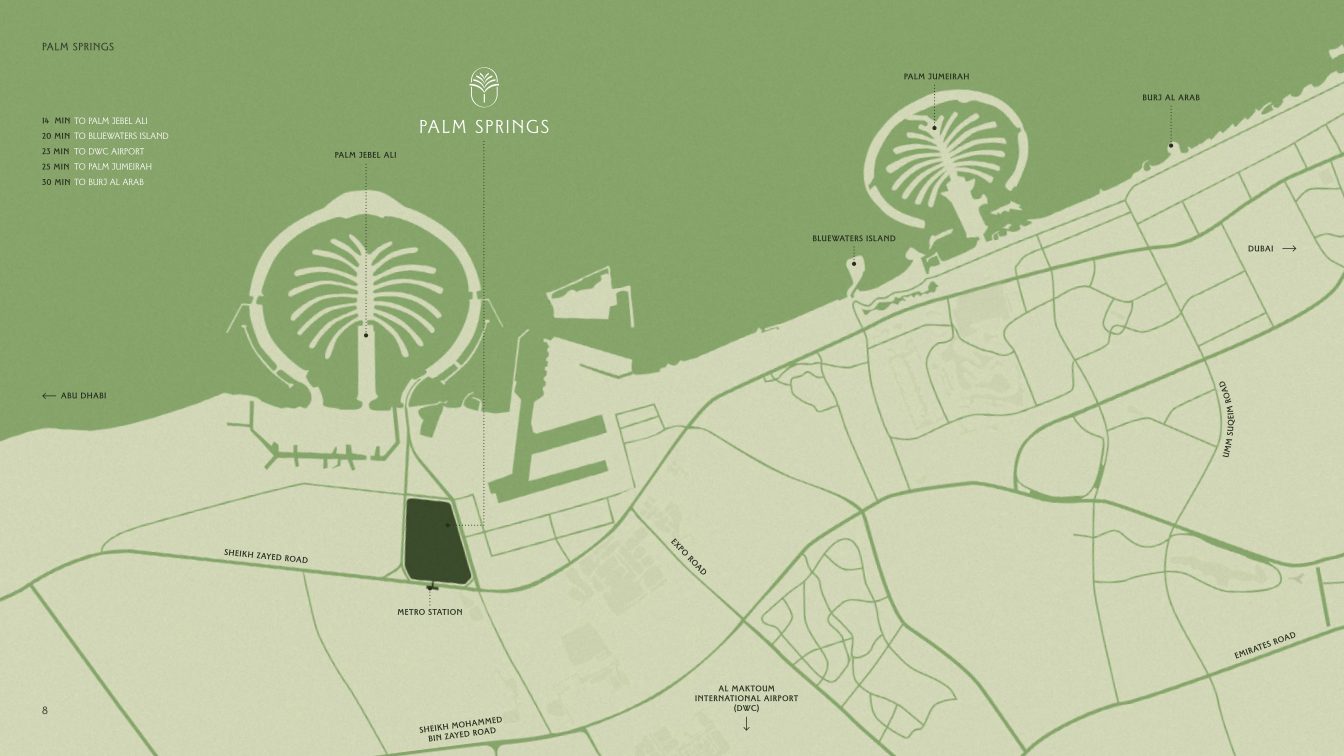 PALM SPRINGS
14 MIN TO PALM JEBEL ALI
20 MIN TO BLUEWATERS ISLAND
23 MIN TO DWC AIRPORT
25 MIN TO PALM JUMEIRAH
30 MIN TO BURJ AL ARAB
PALM SPRINGS
PALM JEBEL ALI
PALM JUMEIRAH
BURJ AL ARAB
BLUEWATERS ISLAND
DUBAI →
← ABU DHABI
UMM SUQEIM ROAD
SHEIKH ZAYED ROAD
EXPO ROAD
METRO STATION
EMIRATES ROAD
AL MAKTOUM
INTERNATIONAL AIRPORT
(DWC)
↓
SHEIKH MOHAMMED
BIN ZAYED ROAD
8